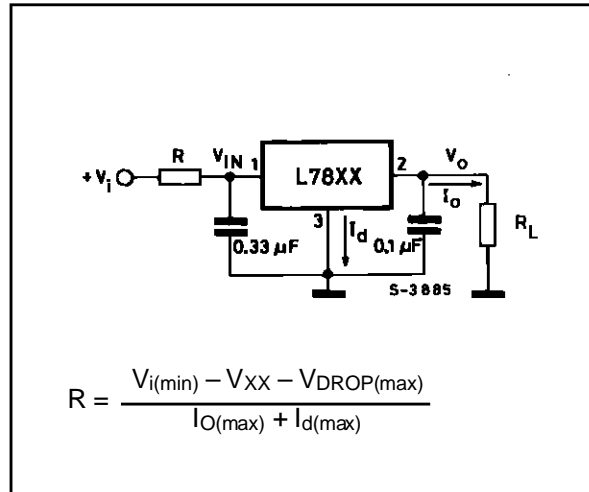 +Vi
R
VIN
1
L78XX
2
Vo
Io
3
Id
0.33 µF
0.1 µF
RL
S-3885
R = Vi(min) – VXX – VDROP(max)
IO(max) + Id(max)